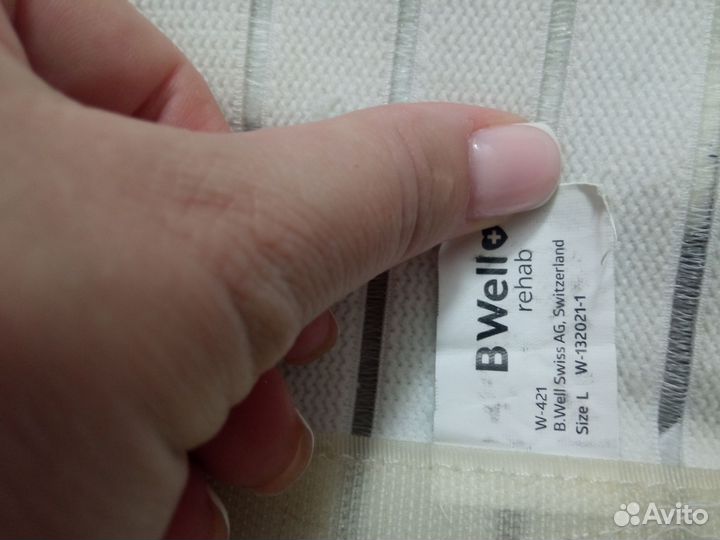 B Well
rehab
W-421
B.Well Swiss AG, Switzerland
Size L W-132021-1
Avito